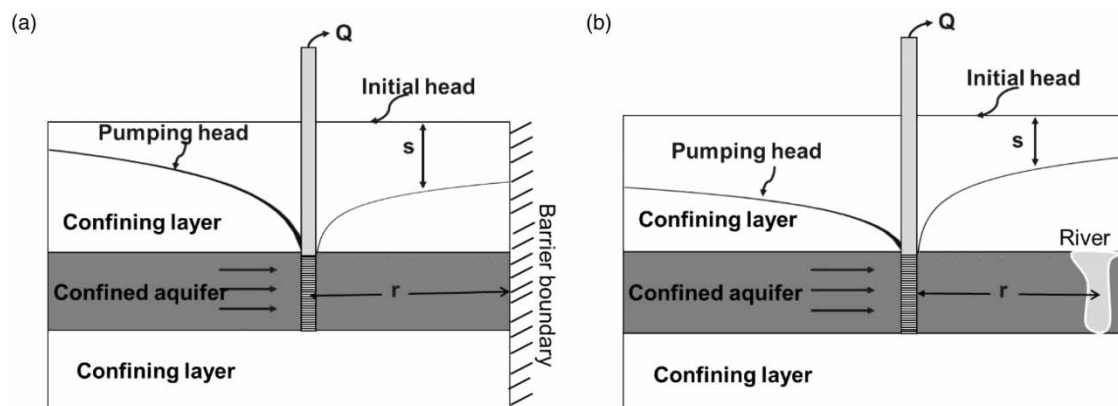 (a)
Q
Initial head
Pumping head
s
Confining layer
Confined aquifer
r
Confining layer
Barrier boundary
(b)
Q
Initial head
s
Pumping head
Confining layer
River
Confined aquifer
r
Confining layer